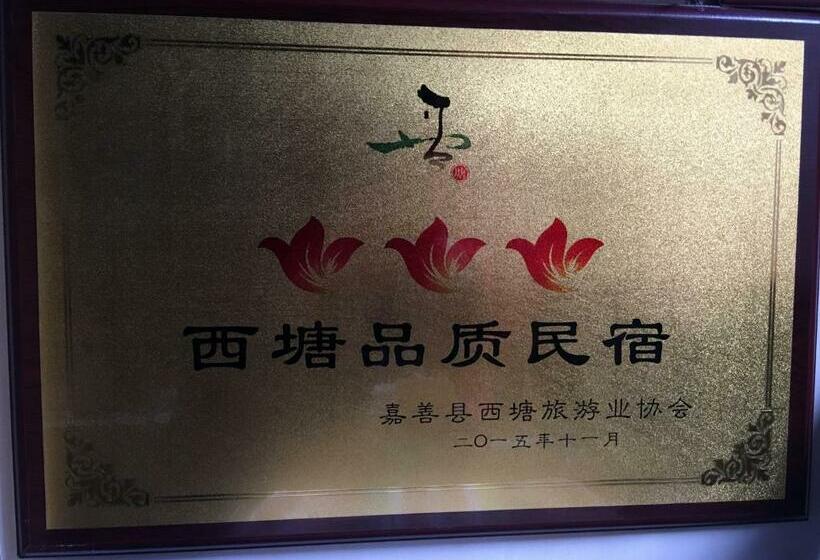 西塘品质民宿
嘉善县西塘旅游业协会
二〇一五年十一月